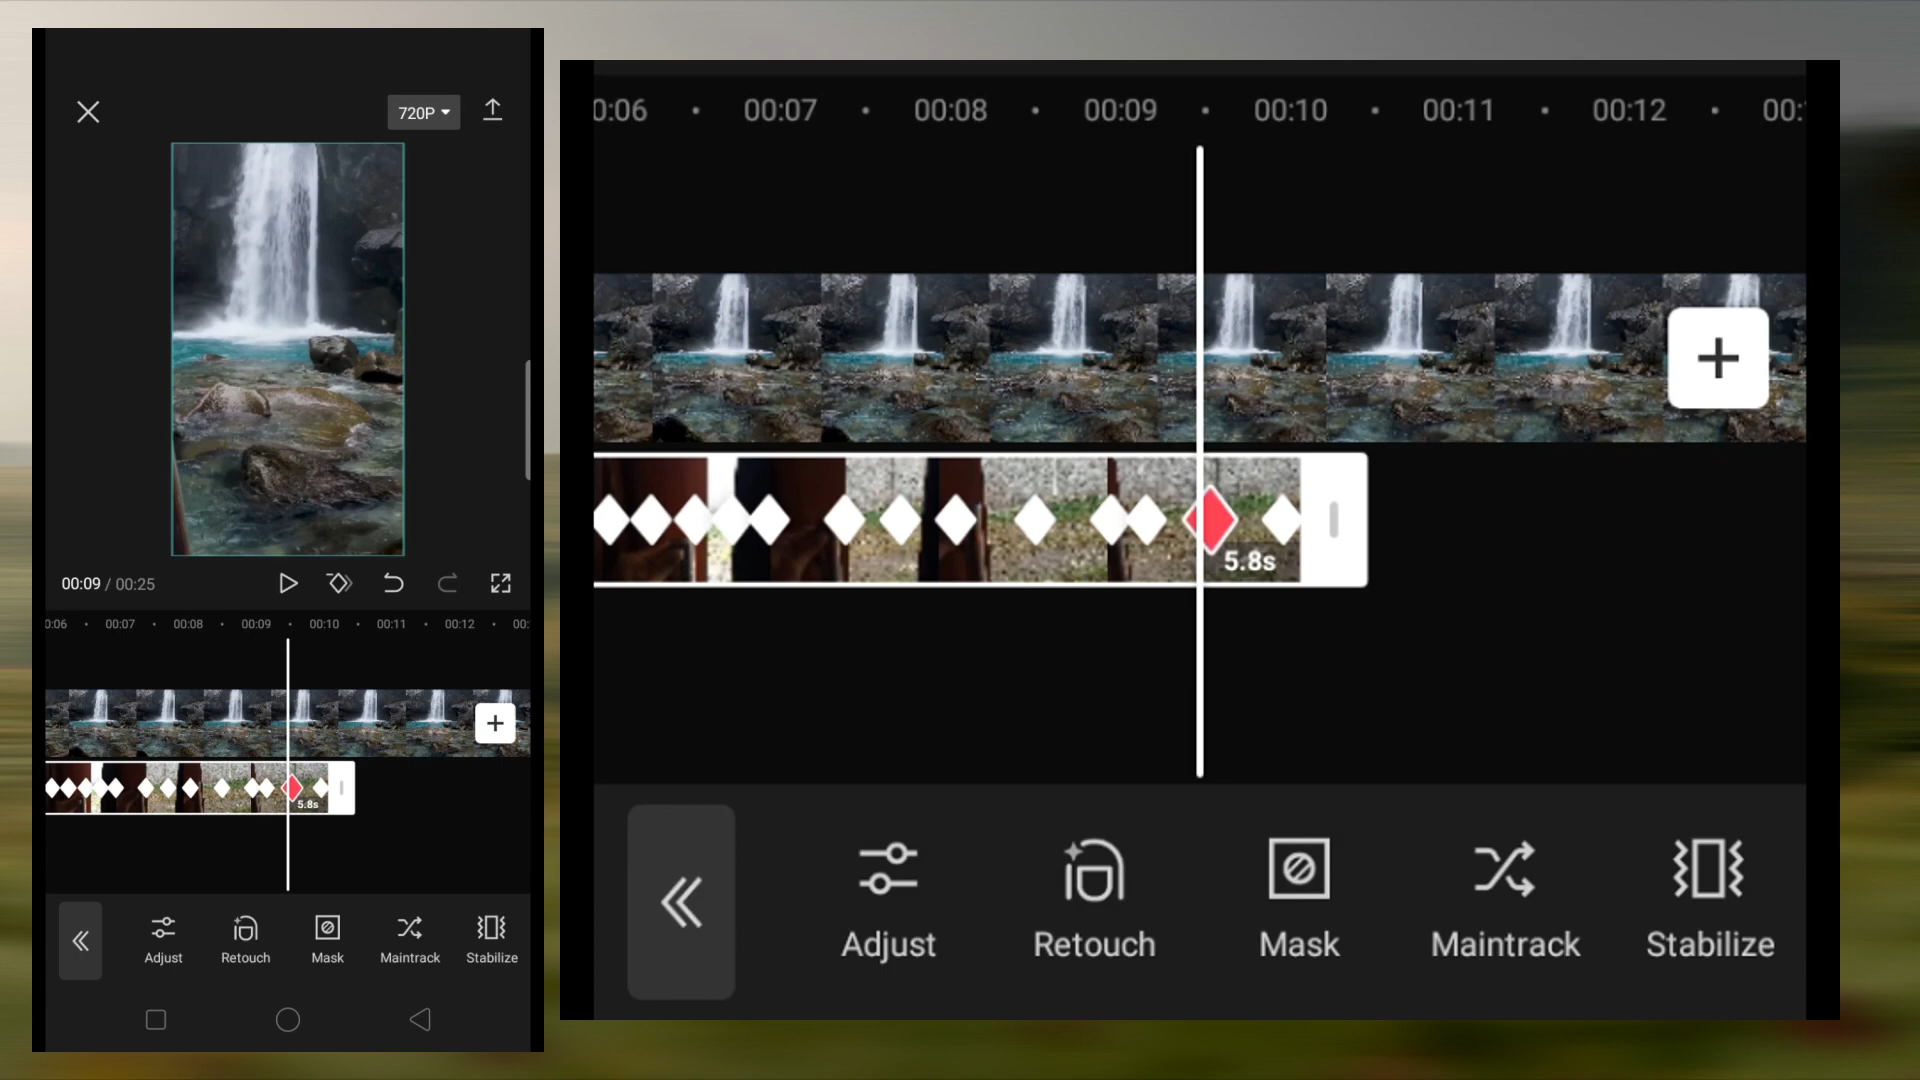 720P
00:09 / 00:25
0:06 00:07 00:08 00:09 00:10 00:11 00:12 00:
5.8s
Adjust Retouch Mask Maintrack Stabilize
0:06 00:07 00:08 00:09 00:10 00:11 00:12 00:
5.8s
Adjust Retouch Mask Maintrack Stabilize